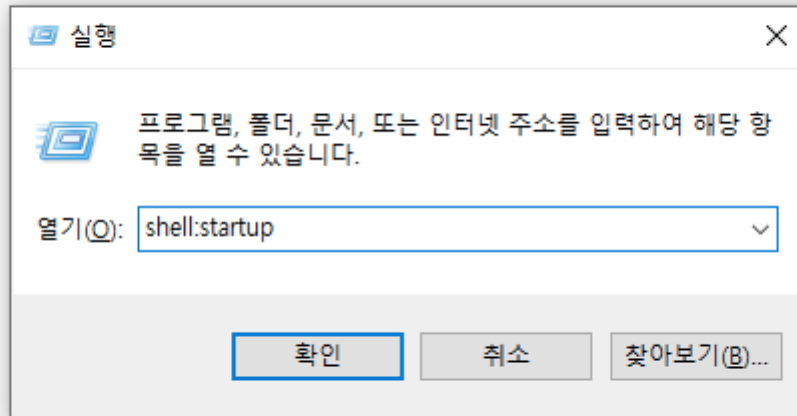 실행
프로그램, 폴더, 문서, 또는 인터넷 주소를 입력하여 해당 항
목을 열 수 있습니다.
열기(O): shell:startup
확인 취소 찾아보기(B)...